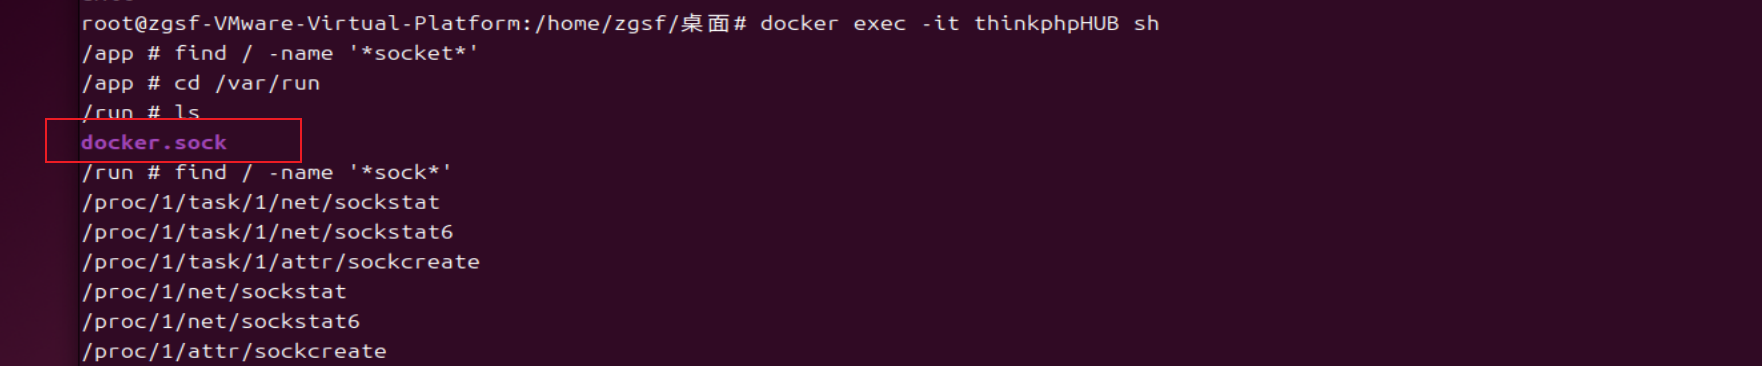 root@zgsf-VMware-Virtual-Platform:/home/zgsf/桌面# docker exec -it thinkphpHUB sh
/app # find / -name '*socket*'
/app # cd /var/run
/run # ls
docker.sock
/run # find / -name '*sock*'
/proc/1/task/1/net/sockstat
/proc/1/task/1/net/sockstat6
/proc/1/task/1/attr/sockcreate
/proc/1/net/sockstat
/proc/1/net/sockstat6
/proc/1/attr/sockcreate